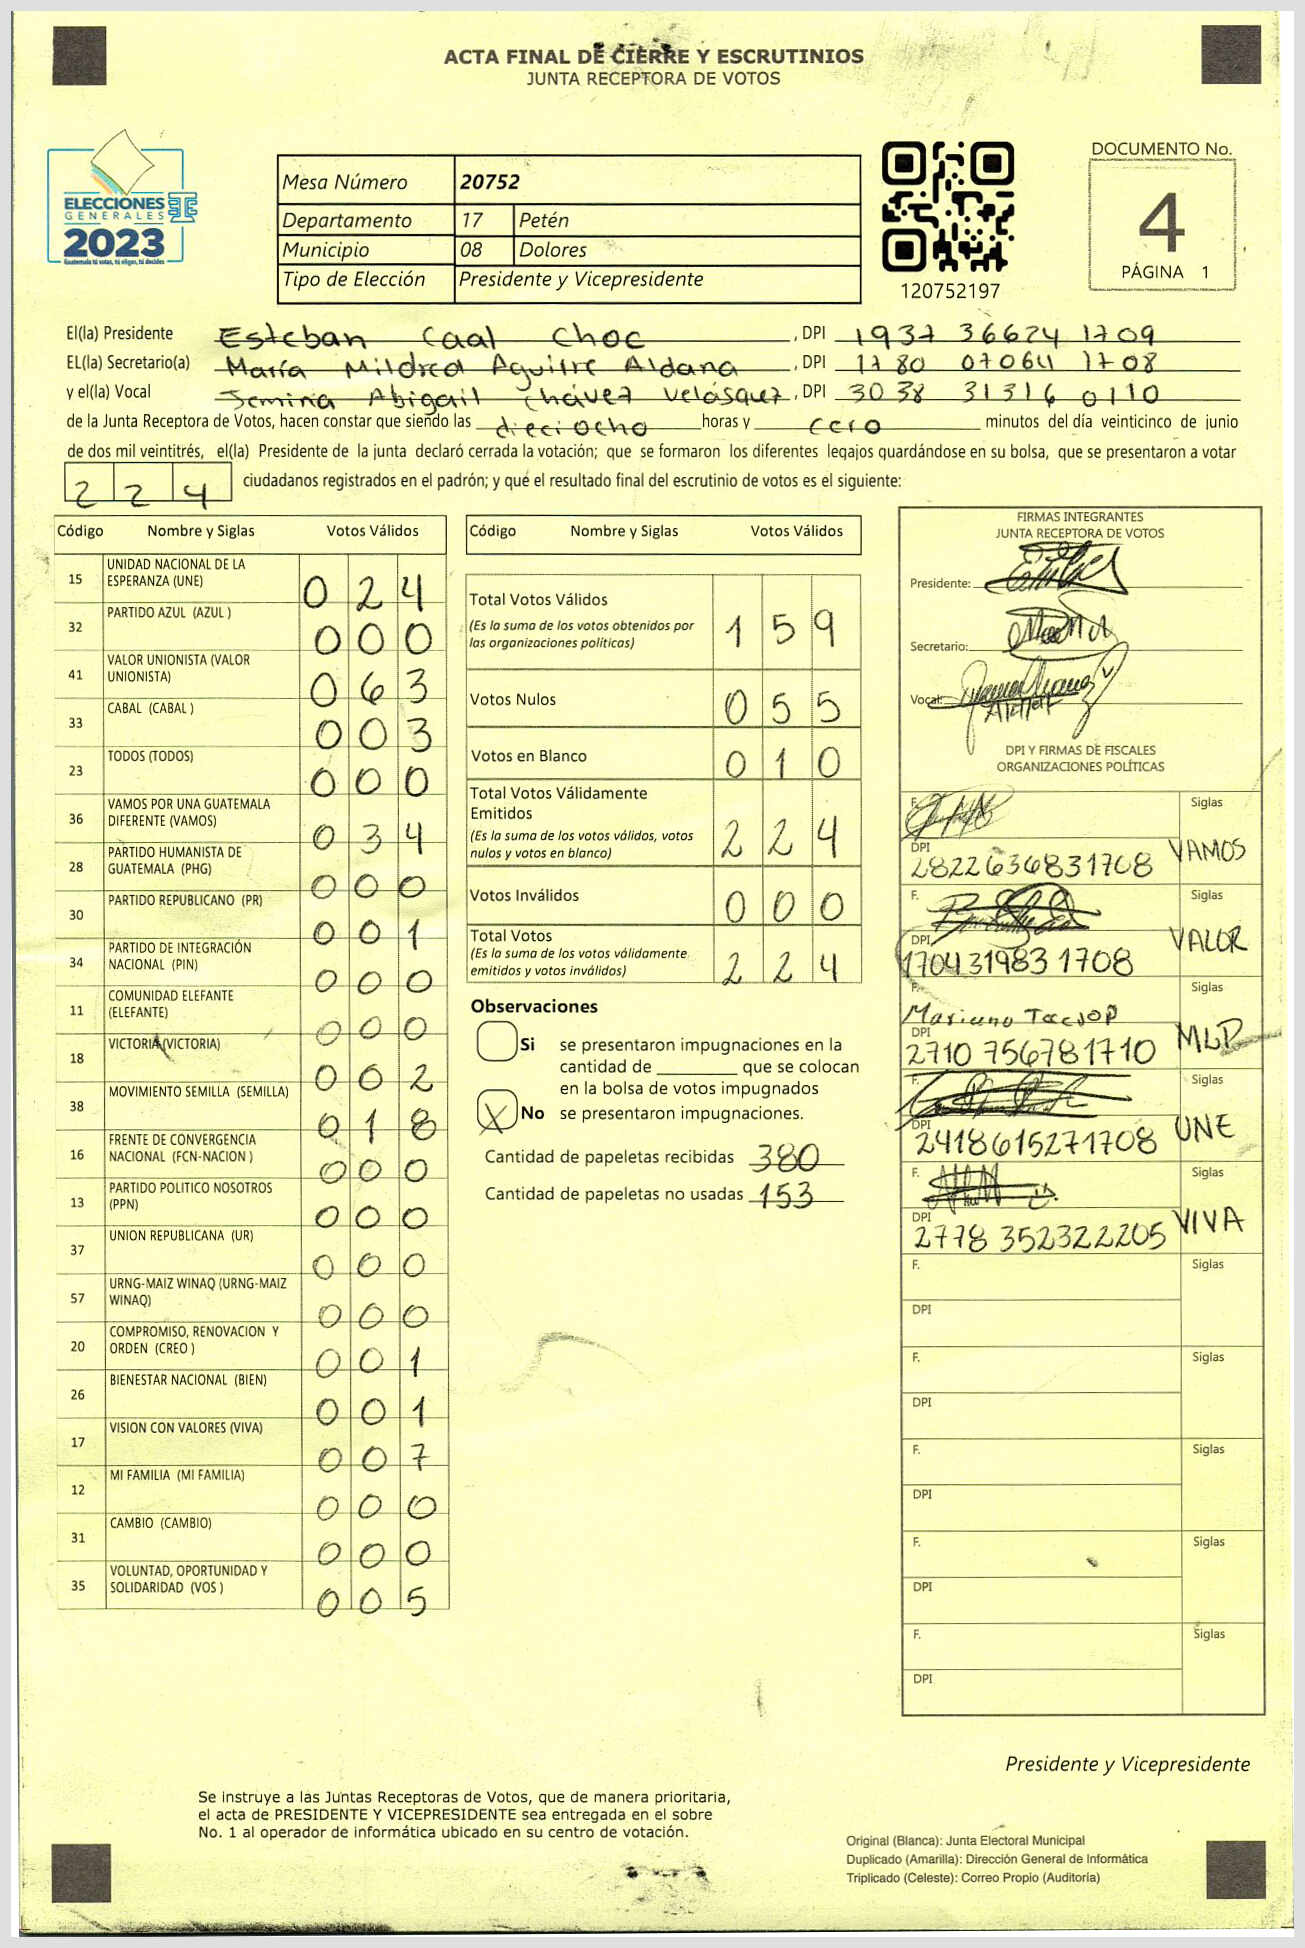 ACTA FINAL DE CIERRE Y ESCRUTINIOS
JUNTA RECEPTORA DE VOTOS
ELECCIONES
GENERALES
2023
Guatemala tú votas, tú eliges, tú decides
Mesa Número 20752
Departamento 17 Petén
Municipio 08 Dolores
Tipo de Elección Presidente y Vicepresidente
120752197
DOCUMENTO No.
4
PÁGINA 1
El(la) Presidente Esteban Caal Choc, DPI 1937 36624 1709
EL(la) Secretario(a) María Mildred Aguirre Aldana, DPI 1780 07064 1708
y el(la) Vocal Jemina Abigail Chávez Velásquez, DPI 3038 31316 0110
de la Junta Receptora de Votos, hacen constar que siendo las dieciocho horas y cero minutos del día veinticinco de junio
de dos mil veintitrés, el(la) Presidente de la junta declaró cerrada la votación; que se formaron los diferentes legajos quardándose en su bolsa, que se presentaron a votar
224 ciudadanos registrados en el padrón; y qué el resultado final del escrutinio de votos es el siguiente:
Código Nombre y Siglas Votos Válidos
15 UNIDAD NACIONAL DE LA ESPERANZA (UNE) 024
32 PARTIDO AZUL (AZUL ) 000
41 VALOR UNIONISTA (VALOR UNIONISTA) 063
33 CABAL (CABAL ) 003
23 TODOS (TODOS) 000
36 VAMOS POR UNA GUATEMALA DIFERENTE (VAMOS) 034
28 PARTIDO HUMANISTA DE GUATEMALA (PHG) 000
30 PARTIDO REPUBLICANO (PR) 001
34 PARTIDO DE INTEGRACIÓN NACIONAL (PIN) 000
11 COMUNIDAD ELEFANTE (ELEFANTE) 000
18 VICTORIA (VICTORIA) 002
38 MOVIMIENTO SEMILLA (SEMILLA) 018
16 FRENTE DE CONVERGENCIA NACIONAL (FCN-NACION ) 000
13 PARTIDO POLITICO NOSOTROS (PPN) 000
37 UNION REPUBLICANA (UR) 000
57 URNG-MAIZ WINAQ (URNG-MAIZ WINAQ) 000
20 COMPROMISO, RENOVACION Y ORDEN (CREO ) 001
26 BIENESTAR NACIONAL (BIEN) 001
17 VISION CON VALORES (VIVA) 007
12 MI FAMILIA (MI FAMILIA) 000
31 CAMBIO (CAMBIO) 000
35 VOLUNTAD, OPORTUNIDAD Y SOLIDARIDAD (VOS ) 005
Código Nombre y Siglas Votos Válidos
Total Votos Válidos 159
(Es la suma de los votos obtenidos por
las organizaciones políticas)
Votos Nulos 055
Votos en Blanco 010
Total Votos Válidamente
Emitidos 224
(Es la suma de los votos válidos, votos
nulos y votos en blanco)
Votos Inválidos 000
Total Votos 224
(Es la suma de los votos válidamente
emitidos y votos inválidos)
Observaciones
Si se presentaron impugnaciones en la
cantidad de ________ que se colocan
en la bolsa de votos impugnados
X No se presentaron impugnaciones.
Cantidad de papeletas recibidas 380
Cantidad de papeletas no usadas 153
FIRMAS INTEGRANTES
JUNTA RECEPTORA DE VOTOS
Presidente:
Secretario:
Vocal:
DPI Y FIRMAS DE FISCALES
ORGANIZACIONES POLÍTICAS
F. Siglas
DPI 2822636831708 VAMOS
F. Siglas
DPI 1704319831708 VALOR
F. Mariano Siglas
DPI 2710 756781710 MLP
F. Siglas
DPI 2418615271708 UNE
F. Siglas
DPI 2778 352322205 VIVA
F. Siglas
DPI
F. Siglas
DPI
F. Siglas
DPI
F. Siglas
DPI
F. Siglas
DPI
Presidente y Vicepresidente
Se instruye a las Juntas Receptoras de Votos, que de manera prioritaria,
el acta de PRESIDENTE Y VICEPRESIDENTE sea entregada en el sobre
No. 1 al operador de informática ubicado en su centro de votación.
Original (Blanca): Junta Electoral Municipal
Duplicado (Amarilla): Dirección General de Informática
Triplicado (Celeste): Correo Propio (Auditoría)